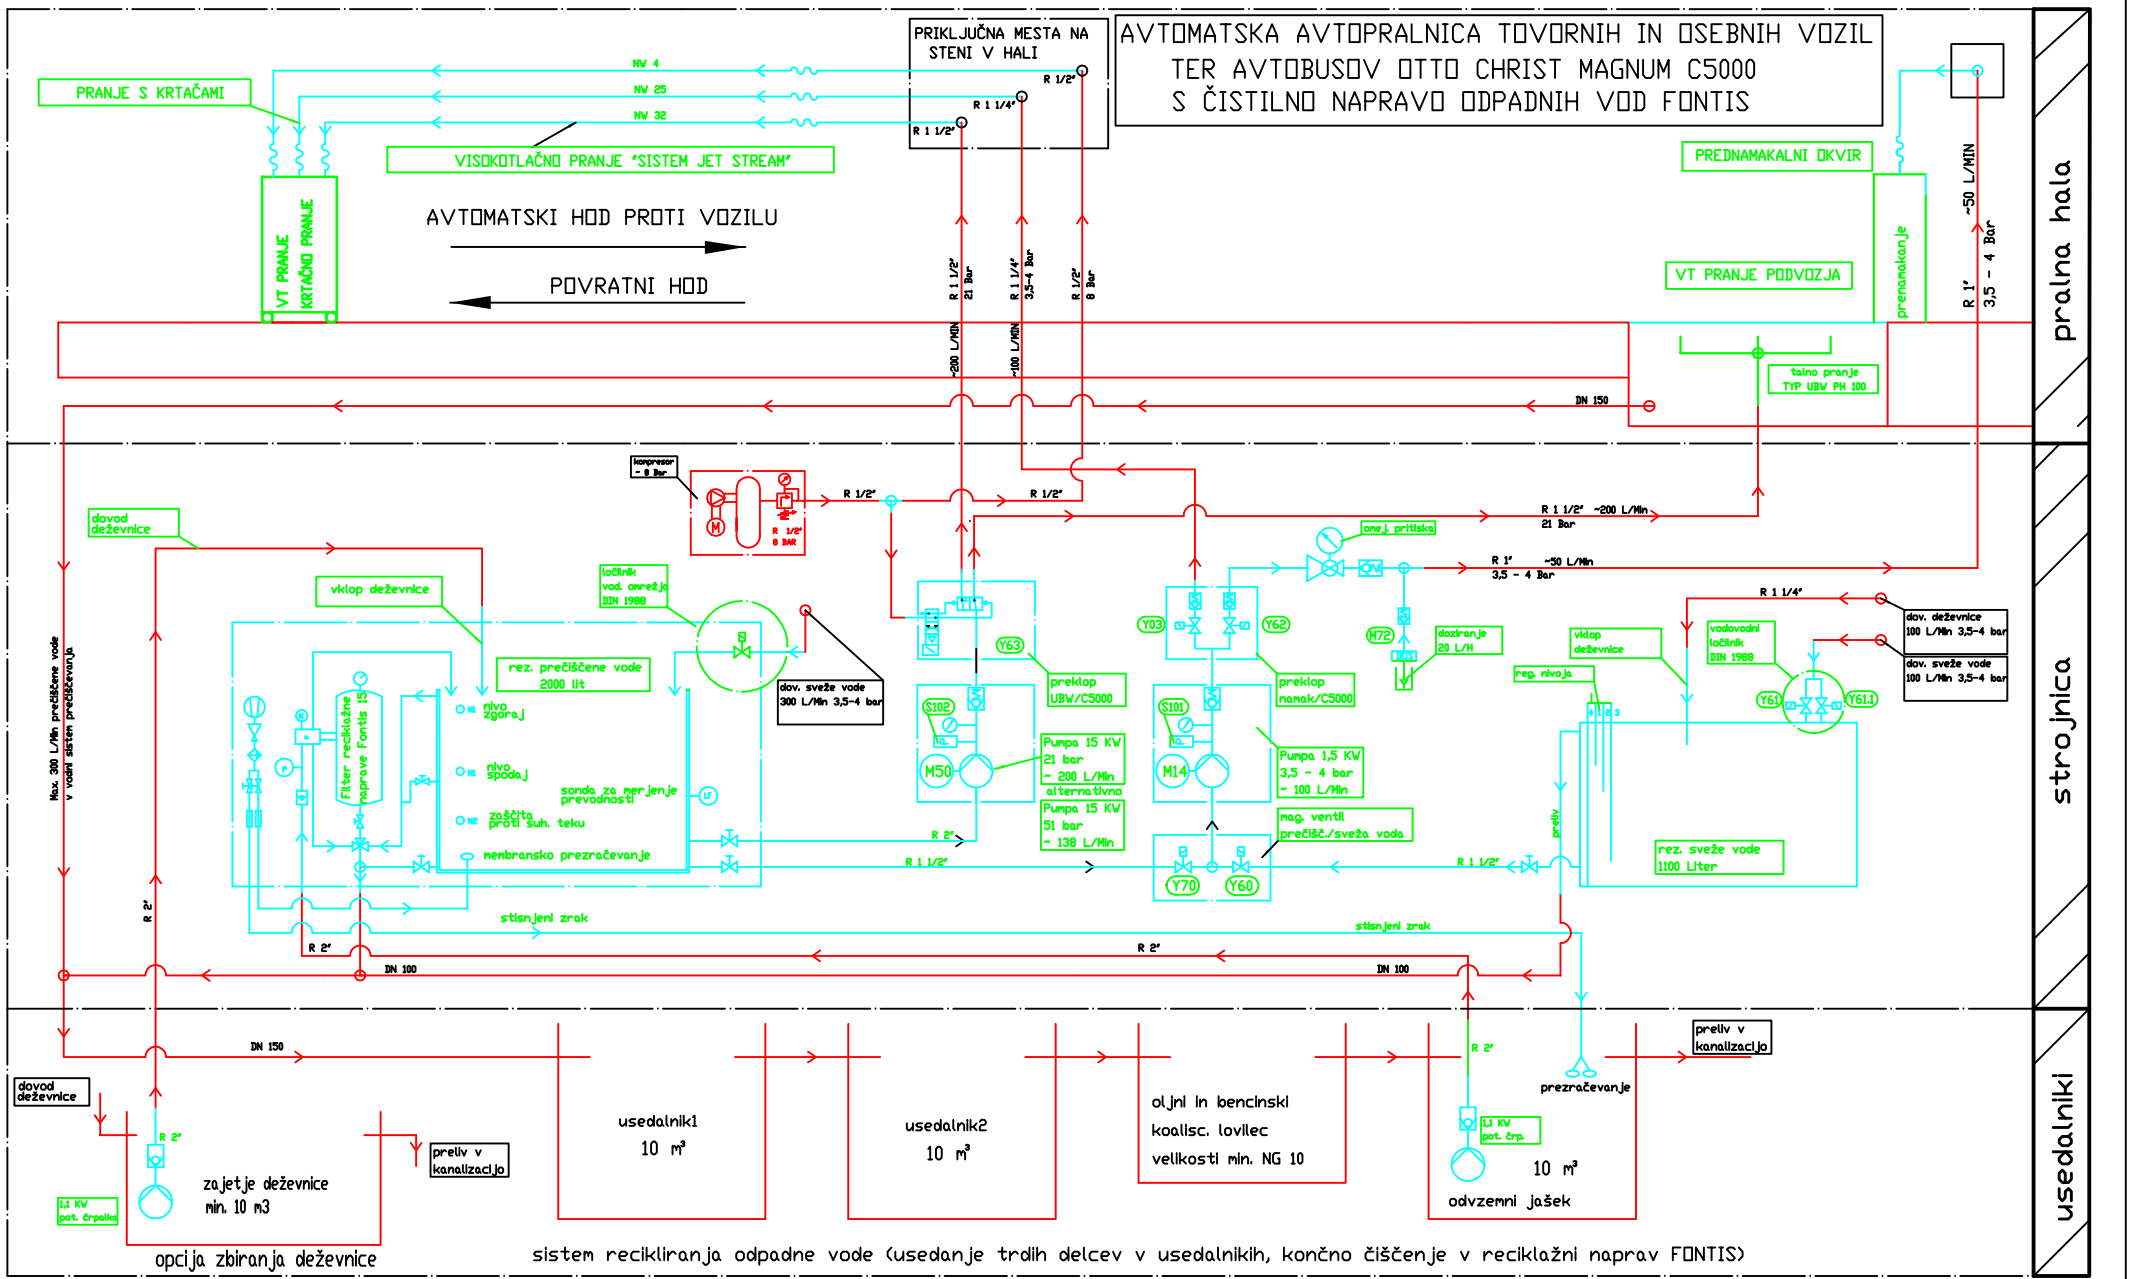 PRIKLJUČNA MESTA NA
STENI V HALI
AVTOMATSKA AVTOPRALNICA TOVORNIH IN OSEBNIH VOZIL
TER AVTOBUSOV OTTO CHRIST MAGNUM C5000
S ČISTILNO NAPRAVO ODPADNIH VOD FONTIS
PRANJE S KRTAČAMI
NW 4
NW 25
NW 32
R 1/2"
R 1 1/4"
R 1 1/2"
VISOKOTLAČNO PRANJE "SISTEM JET STREAM"
PREDNAMAKALNI OKVIR
AVTOMATSKI HOD PROTI VOZILU
POVRATNI HOD
VT PRANJE
KRTAČNO PRANJE
R 1 1/2"
21 Bar
R 1 1/4"
3,5-4 Bar
R 1/2"
8 Bar
~200 L/MIN
~100 L/MIN
VT PRANJE PODVOZJA
prenamakanje
R 1"
~50 L/MIN
3,5 - 4 Bar
pralna hala
talno pranje
TYP UBW PH 100
DN 150
kompresor
~ 8 Bar
M
R 1/2"
8 BAR
R 1/2"
R 1/2"
R 1 1/2" ~200 L/Min
21 Bar
omej. pritiska
R 1" ~50 L/Min
3,5 - 4 Bar
dovod
deževnice
vklop deževnice
ločilnik
vod. omrežja
DIN 1988
R 1 1/4"
dov. deževnice
100 L/Min 3,5-4 bar
dov. sveže vode
100 L/Min 3,5-4 bar
vodovodni
ločilnik
DIN 1988
vklop
deževnice
reg. nivoja
4 1 2 3
Y61
Y61.1
Y63
Y03
Y62
M72
doziranje
20 L/H
preklop
UBW/C5000
preklop
namak/C5000
rez. prečiščene vode
2000 lit
dov. sveže vode
300 L/Min 3,5-4 bar
Max. 300 L/Min prečiščene vode
v vodni sistem prečiščevanja
Filter reciklažne
naprave Fontis 15
P
nivo
zgoraj
N1
nivo
spodaj
N2
zaščita
proti suh. teku
sonda za merjenje
prevodnosti
membransko prezračevanje
S102
M50
Pumpa 15 KW
21 bar
~ 200 L/Min
alternativno
Pumpa 15 KW
51 bar
~ 138 L/Min
S101
M14
Pumpa 1,5 KW
3,5 - 4 bar
~ 100 L/Min
mag. ventil
prečišč./sveža voda
Y70
Y60
R 2"
R 1 1/2"
R 1 1/2"
preliv
rez. sveže vode
1100 Liter
strojnica
R 2"
stisnjeni zrak
stisnjeni zrak
R 2"
R 2"
DN 100
DN 100
DN 150
dovod
deževnice
R 2"
1,1 KW
pot. črpalka
zajetje deževnice
min. 10 m3
preliv v
kanalizacijo
opcija zbiranja deževnice
usedalnik1
10 m³
usedalnik2
10 m³
oljni in bencinski
koalisc. lovilec
velikosti min. NG 10
R 2"
1,1 KW
pot. črp.
10 m³
odvzemni jašek
prezračevanje
preliv v
kanalizacijo
sistem recikliranja odpadne vode (usedanje trdih delcev v usedalnikih, končno čiščenje v reciklažni naprav FONTIS)
usedalniki